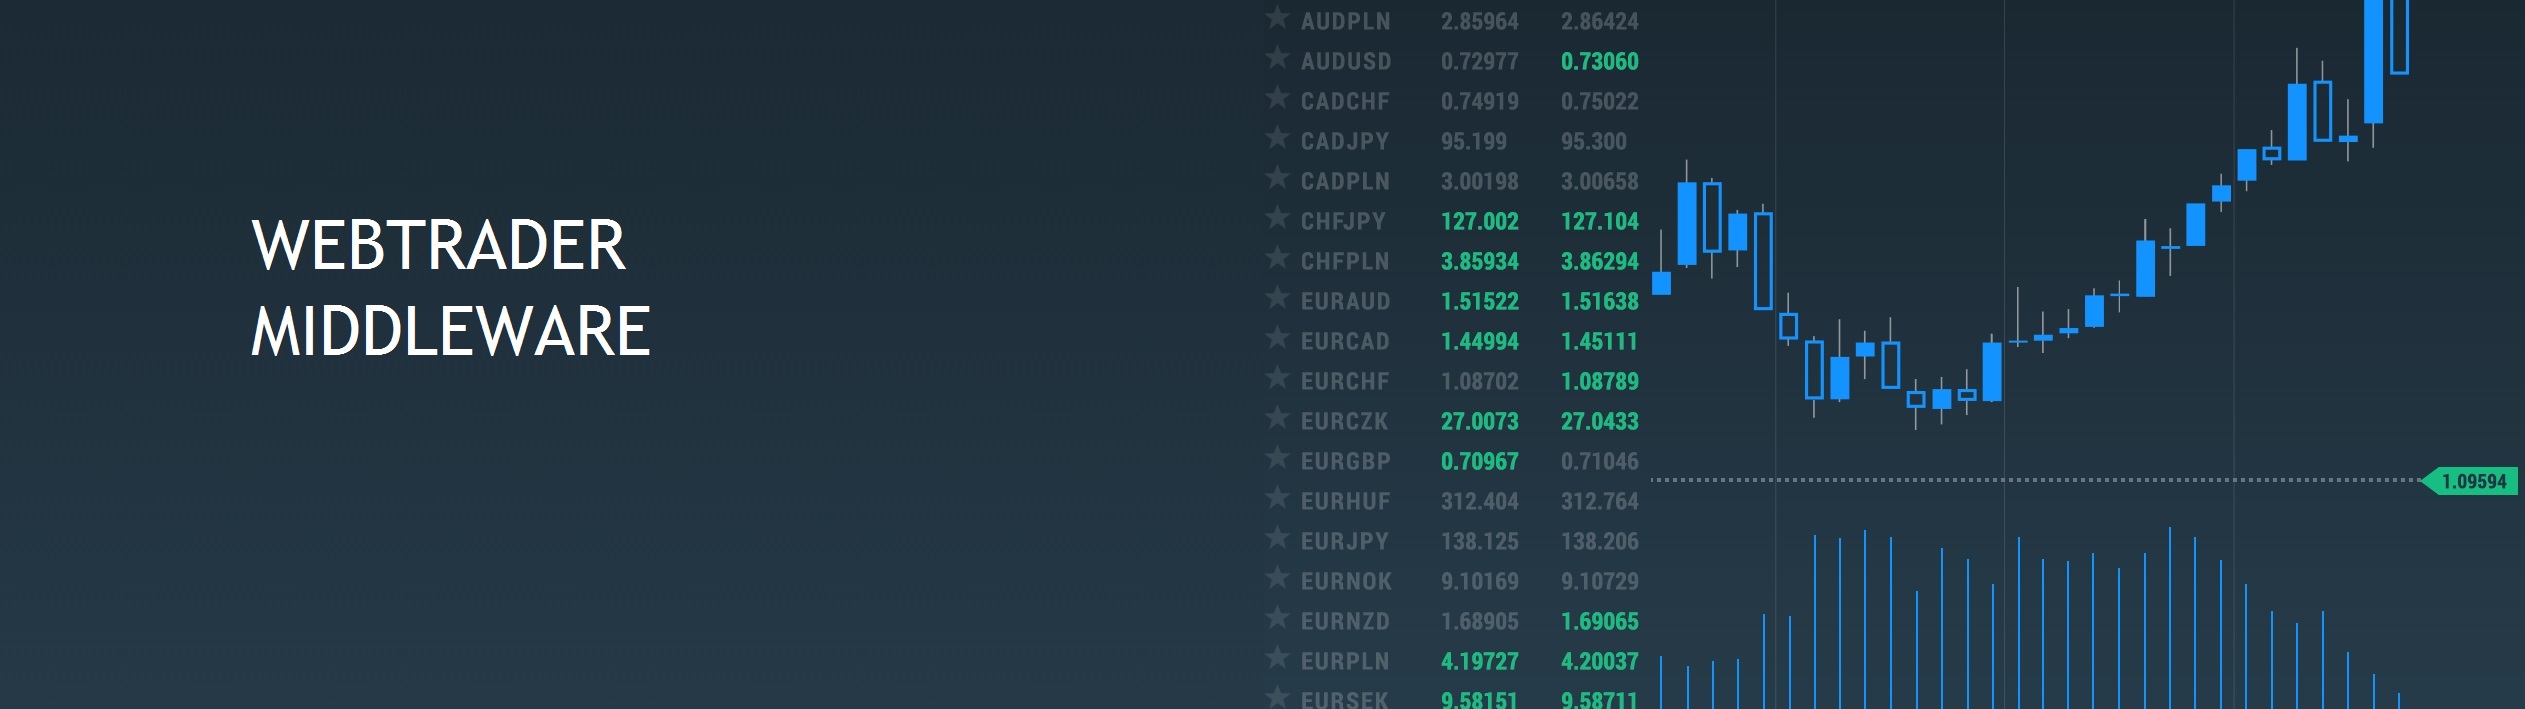 WEBTRADER
MIDDLEWARE
AUDPLN 2.85964 2.86424
AUDUSD 0.72977 0.73060
CADCHF 0.74919 0.75022
CADJPY 95.199 95.300
CADPLN 3.00198 3.00658
CHFJPY 127.002 127.104
CHFPLN 3.85934 3.86294
EURAUD 1.51522 1.51638
EURCAD 1.44994 1.45111
EURCHF 1.08702 1.08789
EURCZK 27.0073 27.0433
EURGBP 0.70967 0.71046
EURHUF 312.404 312.764
EURJPY 138.125 138.206
EURNOK 9.10169 9.10729
EURNZD 1.68905 1.69065
EURPLN 4.19727 4.20037
EURSEK 9.58151 9.58711
1.09594